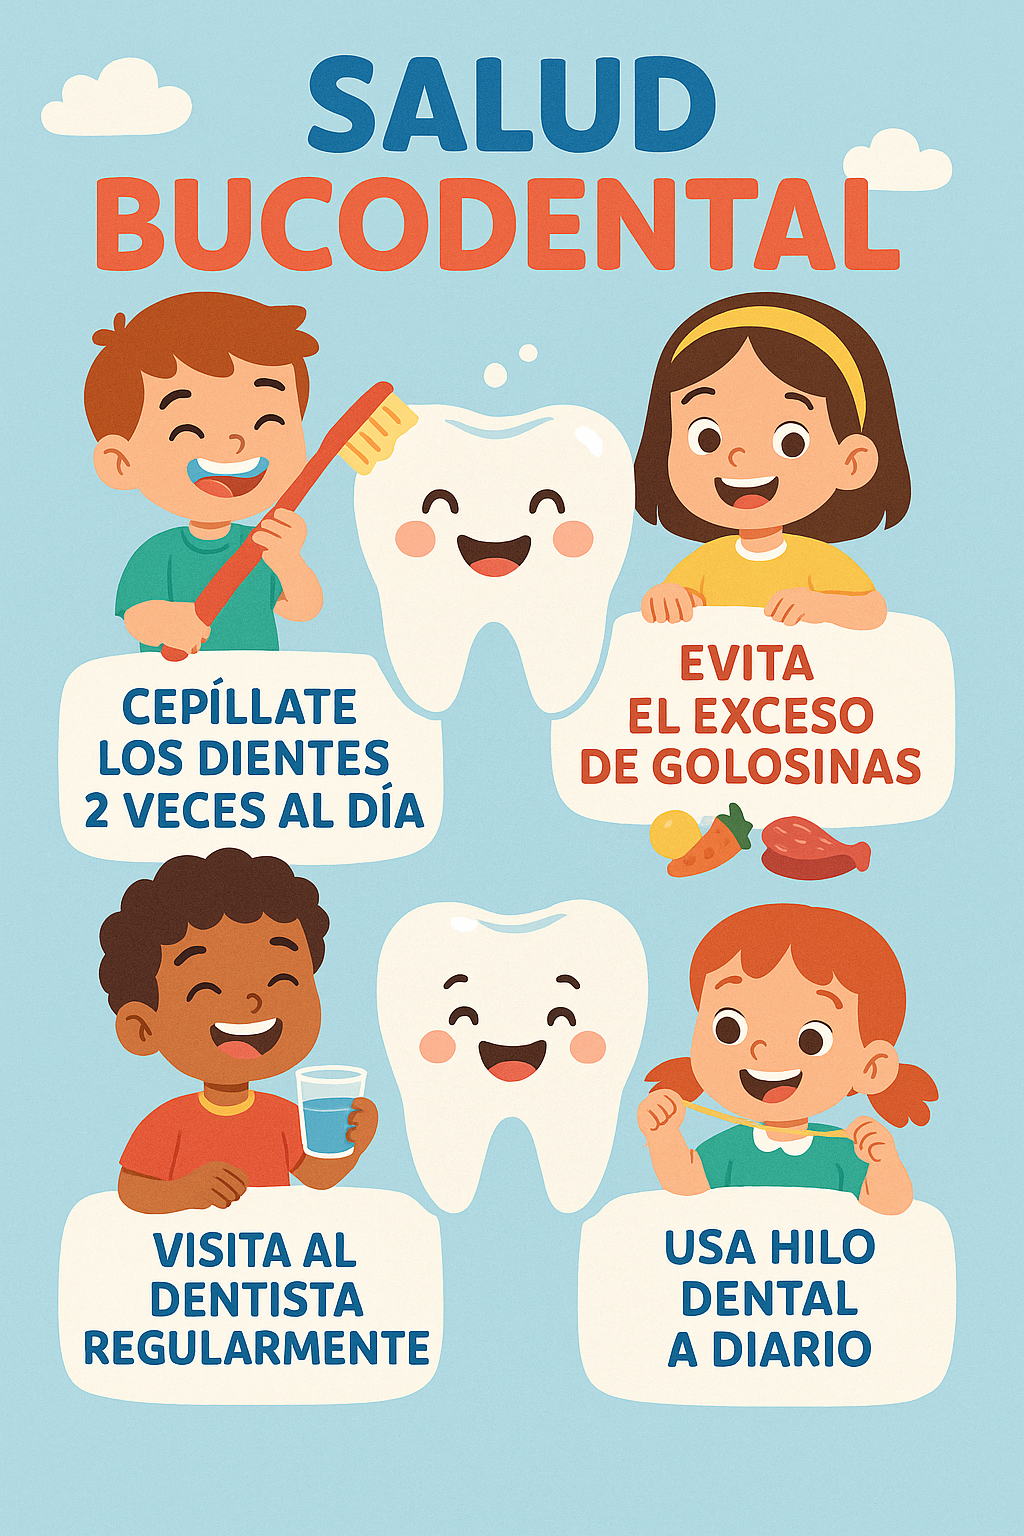 SALUD
BUCODENTAL
CEPÍLLATE
LOS DIENTES
2 VECES AL DÍA
EVITA
EL EXCESO
DE GOLOSINAS
VISITA AL
DENTISTA
REGULARMENTE
USA HILO
DENTAL
A DIARIO